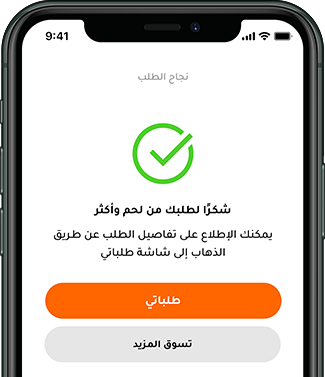 9:41
نجاح الطلب
شكرًا لطلبك من لحم وأكثر
يمكنك الإطلاع على تفاصيل الطلب عن طريق
الذهاب إلى شاشة طلباتي
طلباتي
تسوق المزيد